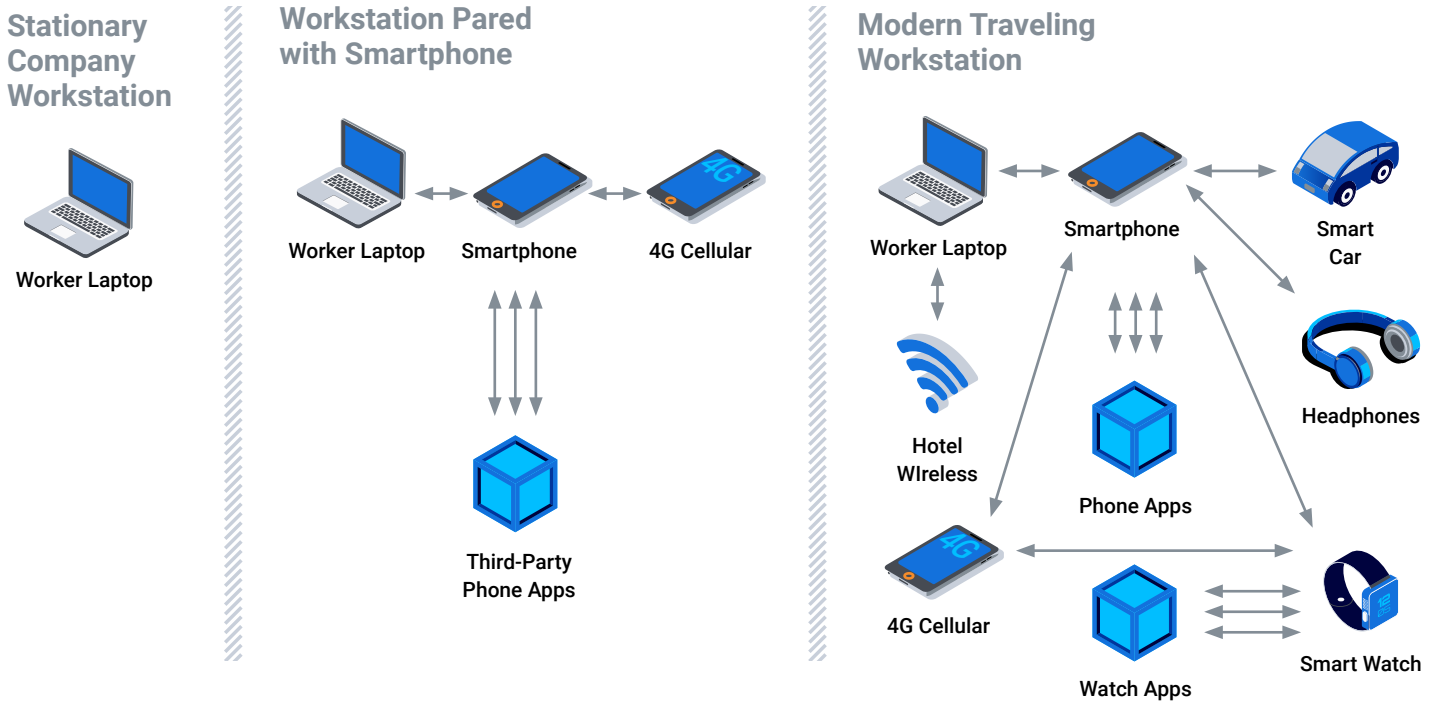 Stationary
Company
Workstation
Worker Laptop
Workstation Pared
with Smartphone
4G
Worker Laptop
Smartphone
4G Cellular
Third-Party
Phone Apps
Modern Traveling
Workstation
Worker Laptop
Smartphone
Smart
Car
Headphones
Hotel
WIreless
Phone Apps
4G
4G Cellular
Watch Apps
12
Smart Watch